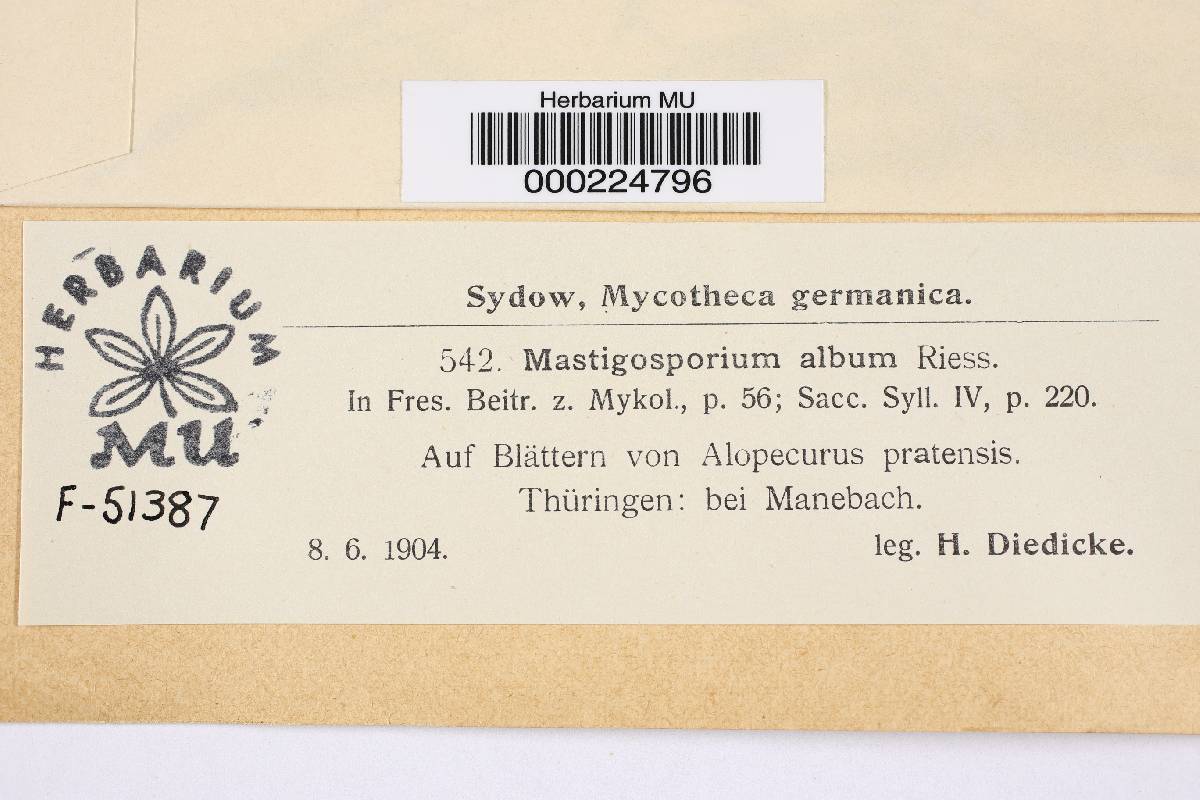 Herbarium MU
000224796
HERBARIUM
MU
F-51387
Sydow, Mycotheca germanica.
542. Mastigosporium album Riess.
In Fres. Beitr. z. Mykol., p. 56; Sacc. Syll. IV, p. 220.
Auf Blättern von Alopecurus pratensis.
Thüringen: bei Manebach.
8. 6. 1904. leg. H. Diedicke.